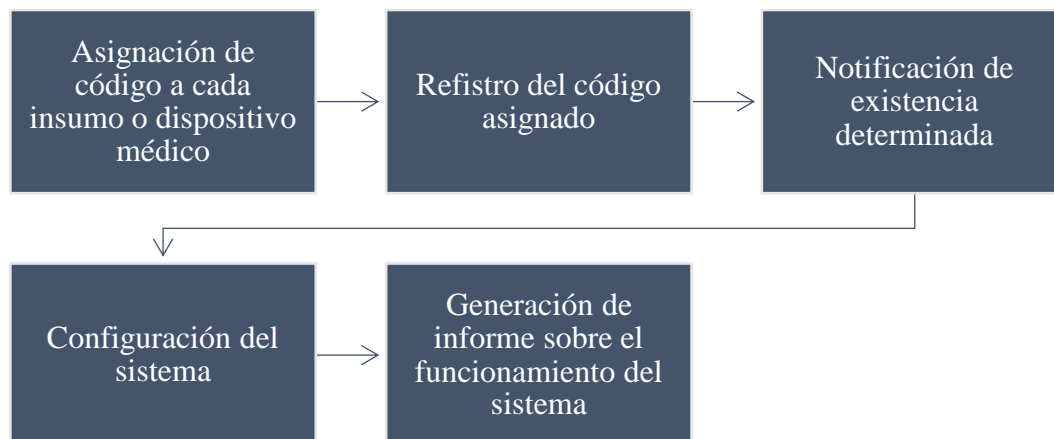 Asignación de
código a cada
insumo o dispositivo
médico
Refistro del código
asignado
Notificación de
existencia
determinada
Configuración del
sistema
Generación de
informe sobre el
funcionamiento del
sistema